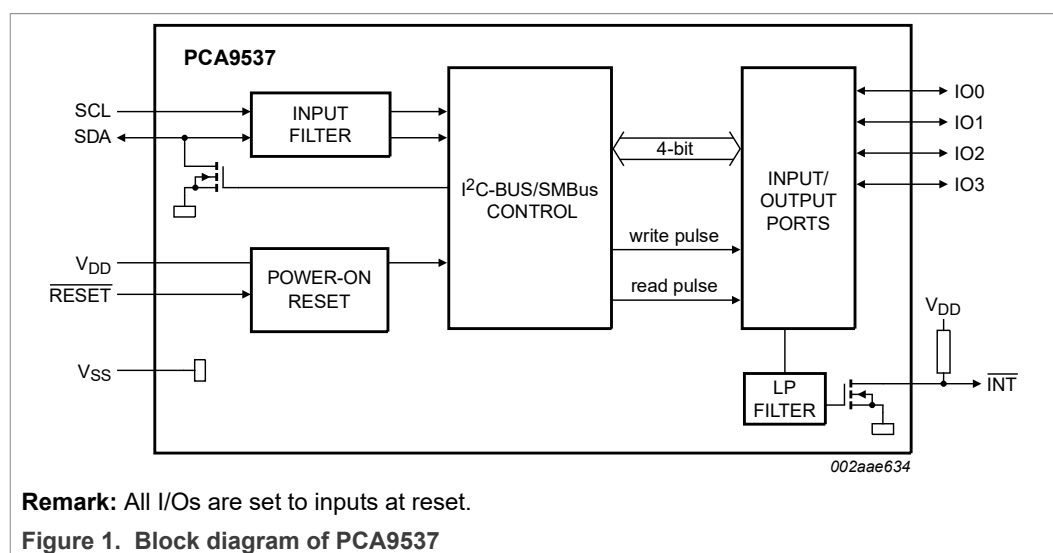 PCA9537
SCL
SDA
INPUT
FILTER
I²C-BUS/SMBus
CONTROL
4-bit
INPUT/
OUTPUT
PORTS
IO0
IO1
IO2
IO3
write pulse
read pulse
VDD
RESET
POWER-ON
RESET
VSS
VDD
LP
FILTER
INT
002aae634
Remark: All I/Os are set to inputs at reset.
Figure 1. Block diagram of PCA9537